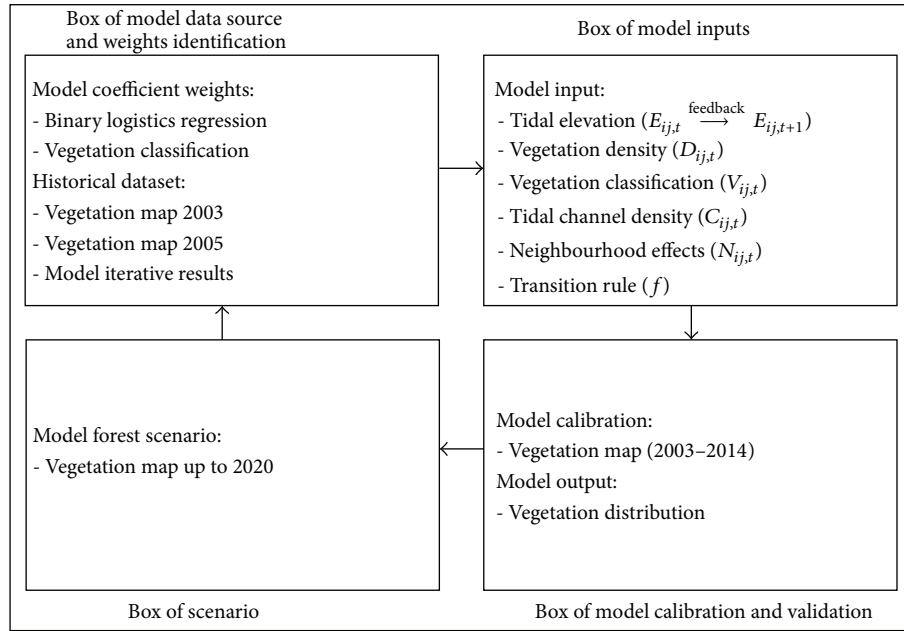 Box of model data source
and weights identification
Model coefficient weights:
- Binary logistics regression
- Vegetation classification
Historical dataset:
- Vegetation map 2003
- Vegetation map 2005
- Model iterative results
Box of model inputs
Model input:
- Tidal elevation (E_{ij,t} \xrightarrow{feedback} E_{ij,t+1})
- Vegetation density (D_{ij,t})
- Vegetation classification (V_{ij,t})
- Tidal channel density (C_{ij,t})
- Neighbourhood effects (N_{ij,t})
- Transition rule (f)
Model forest scenario:
- Vegetation map up to 2020
Box of scenario
Model calibration:
- Vegetation map (2003–2014)
Model output:
- Vegetation distribution
Box of model calibration and validation